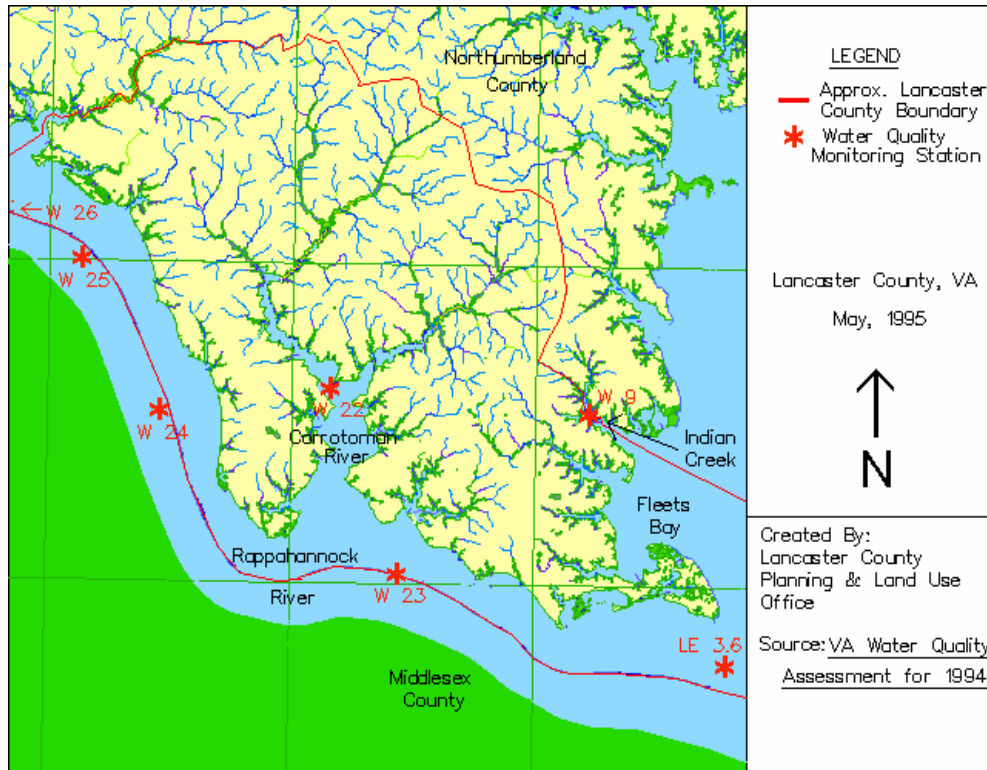 Northumberland
County
← W 26
W 25
W 24
W 22
Carrotoman
River
W 9
Indian
Creek
Fleets
Bay
Rappahannock
River
W 23
LE 3.6
Middlesex
County
LEGEND
Approx. Lancaster
County Boundary
Water Quality
Monitoring Station
Lancaster County, VA
May, 1995
N
Created By:
Lancaster County
Planning & Land Use
Office
Source: VA Water Quality
Assessment for 1994